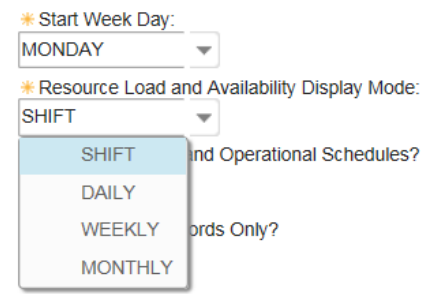 Start Week Day:
MONDAY
Resource Load and Availability Display Mode:
SHIFT
SHIFT and Operational Schedules?
DAILY
WEEKLY Only?
MONTHLY